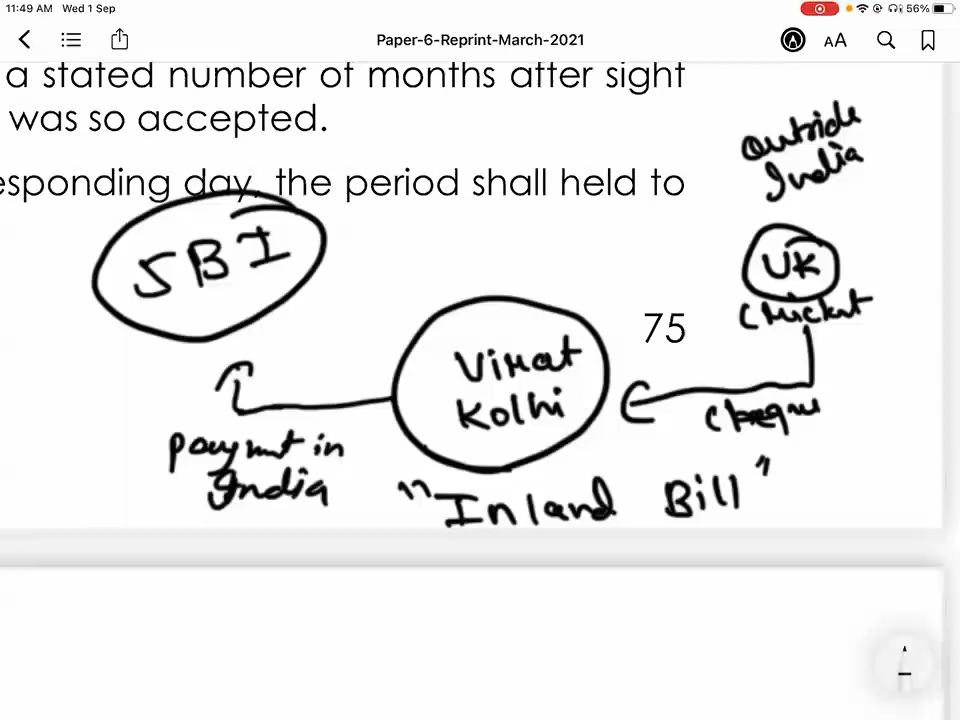 11:49 AM Wed 1 Sep
56%
Paper-6-Reprint-March-2021
AA
a stated number of months after sight
was so accepted.
esponding day, the period shall held to
outside
India
SBI
UK
Cricket
75
Virat
Kolhi
Cheque
payment in
India
"Inland Bill"